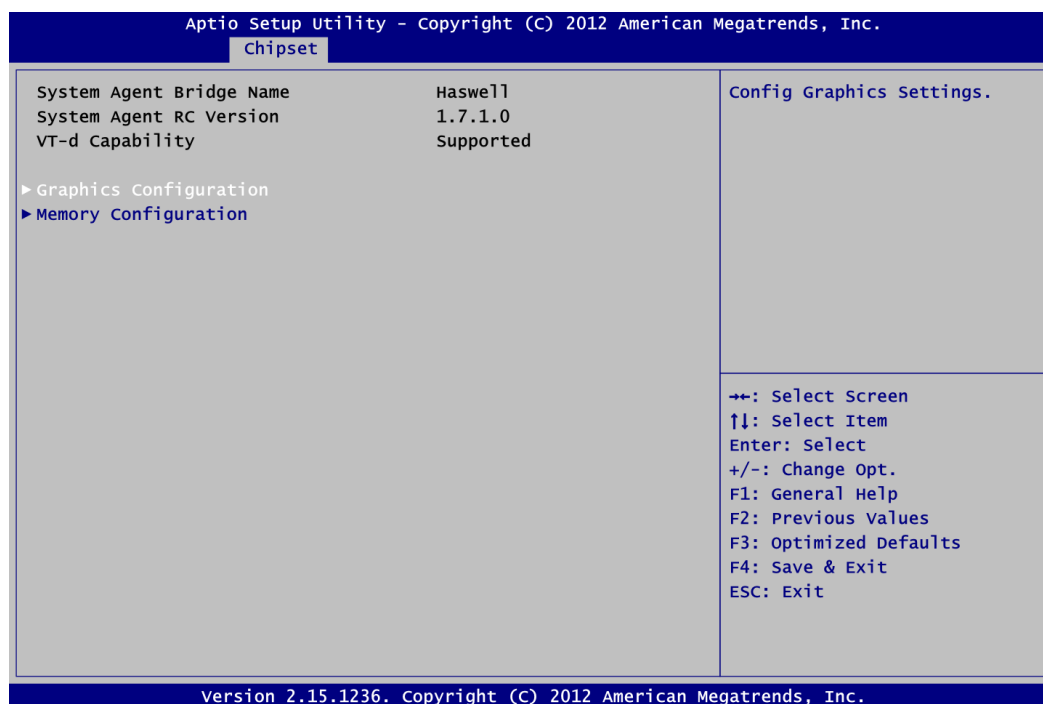 Aptio Setup Utility – Copyright (C) 2012 American Megatrends, Inc.
Chipset
System Agent Bridge Name Haswell
System Agent RC Version 1.7.1.0
VT-d Capability Supported
▶ Graphics Configuration
▶ Memory Configuration
Config Graphics Settings.
→←: Select Screen
↑↓: Select Item
Enter: Select
+/-: Change Opt.
F1: General Help
F2: Previous Values
F3: Optimized Defaults
F4: Save & Exit
ESC: Exit
Version 2.15.1236. Copyright (C) 2012 American Megatrends, Inc.